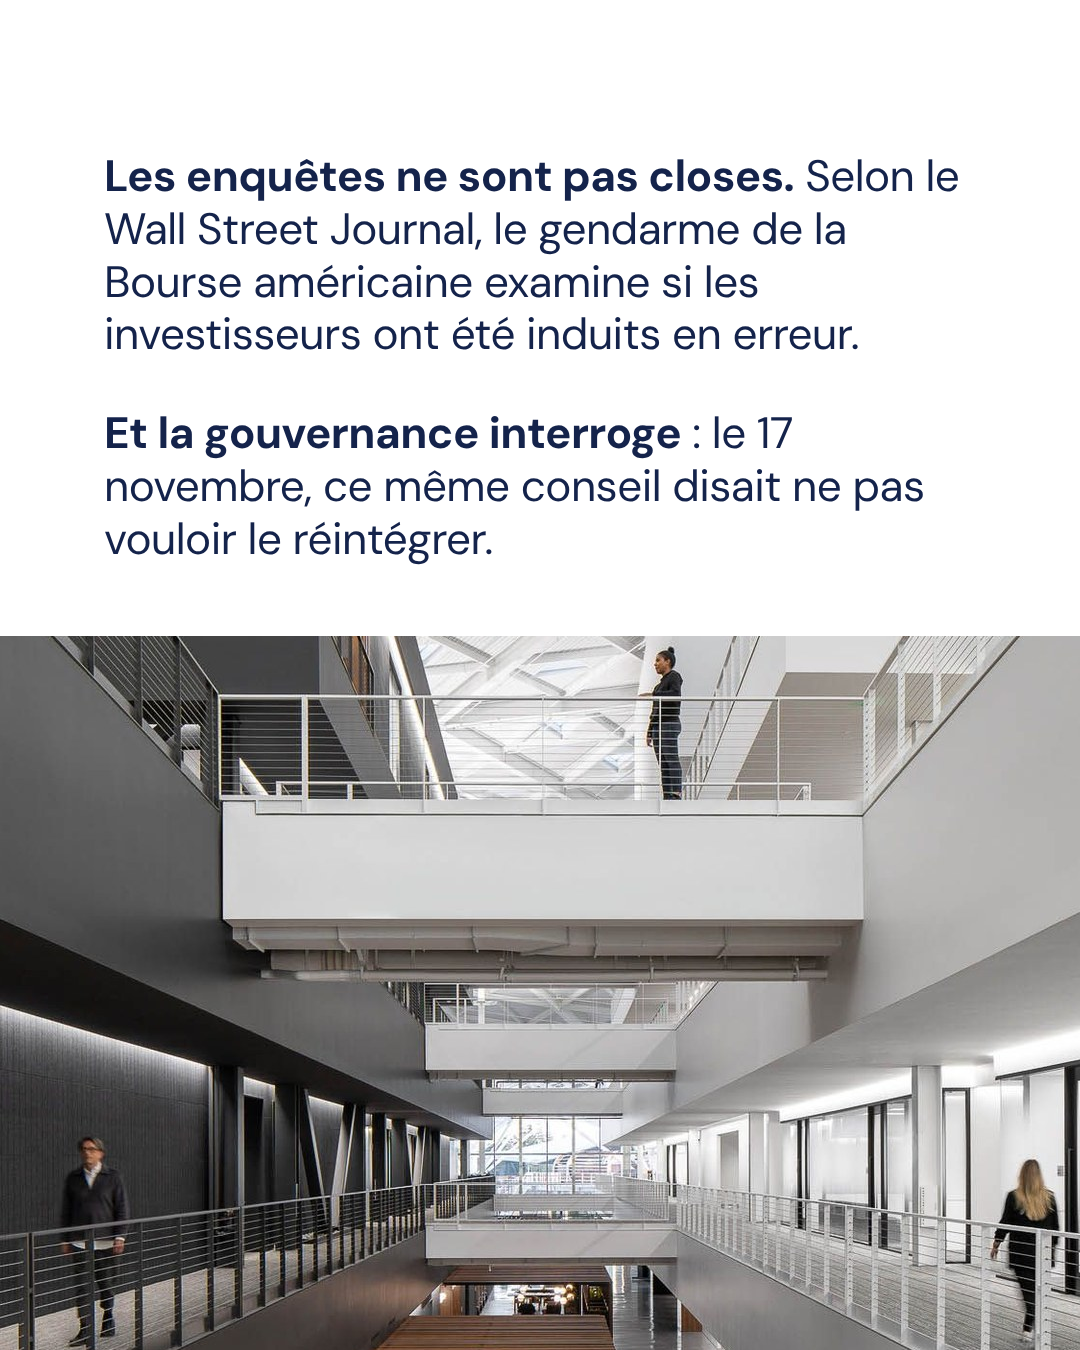 Les enquêtes ne sont pas closes. Selon le
Wall Street Journal, le gendarme de la
Bourse américaine examine si les
investisseurs ont été induits en erreur.
Et la gouvernance interroge : le 17
novembre, ce même conseil disait ne pas
vouloir le réintégrer.